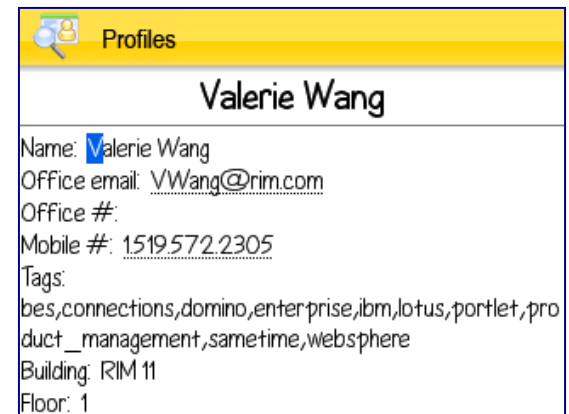 Profiles
Valerie Wang
Name: Valerie Wang
Office email: VWang@rim.com
Office #:
Mobile #: 1.519.572.2305
Tags:
bes,connections,domino,enterprise,ibm,lotus,portlet,pro
duct_management,sametime,websphere
Building: RIM 11
Floor: 1